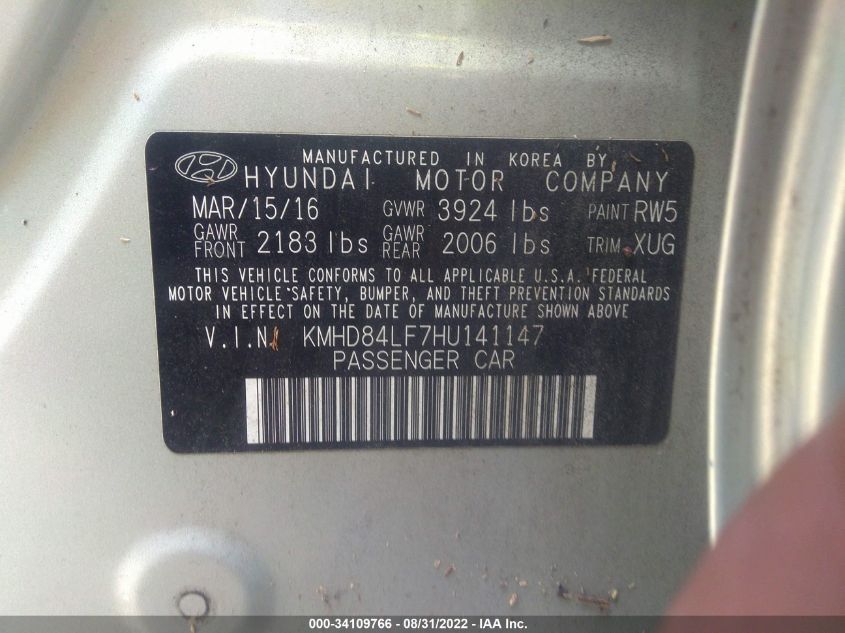 MANUFACTURED IN KOREA BY
HYUNDAI MOTOR COMPANY
MAR/15/16 GVWR 3924 lbs PAINT RW5
GAWR FRONT 2183 lbs GAWR REAR 2006 lbs TRIM XUG
THIS VEHICLE CONFORMS TO ALL APPLICABLE U.S.A. FEDERAL
MOTOR VEHICLE SAFETY, BUMPER, AND THEFT PREVENTION STANDARDS
IN EFFECT ON THE DATE OF MANUFACTURE SHOWN ABOVE
V.I.N KMHD84LF7HU141147
PASSENGER CAR
000-34109766 - 08/31/2022 - IAA Inc.